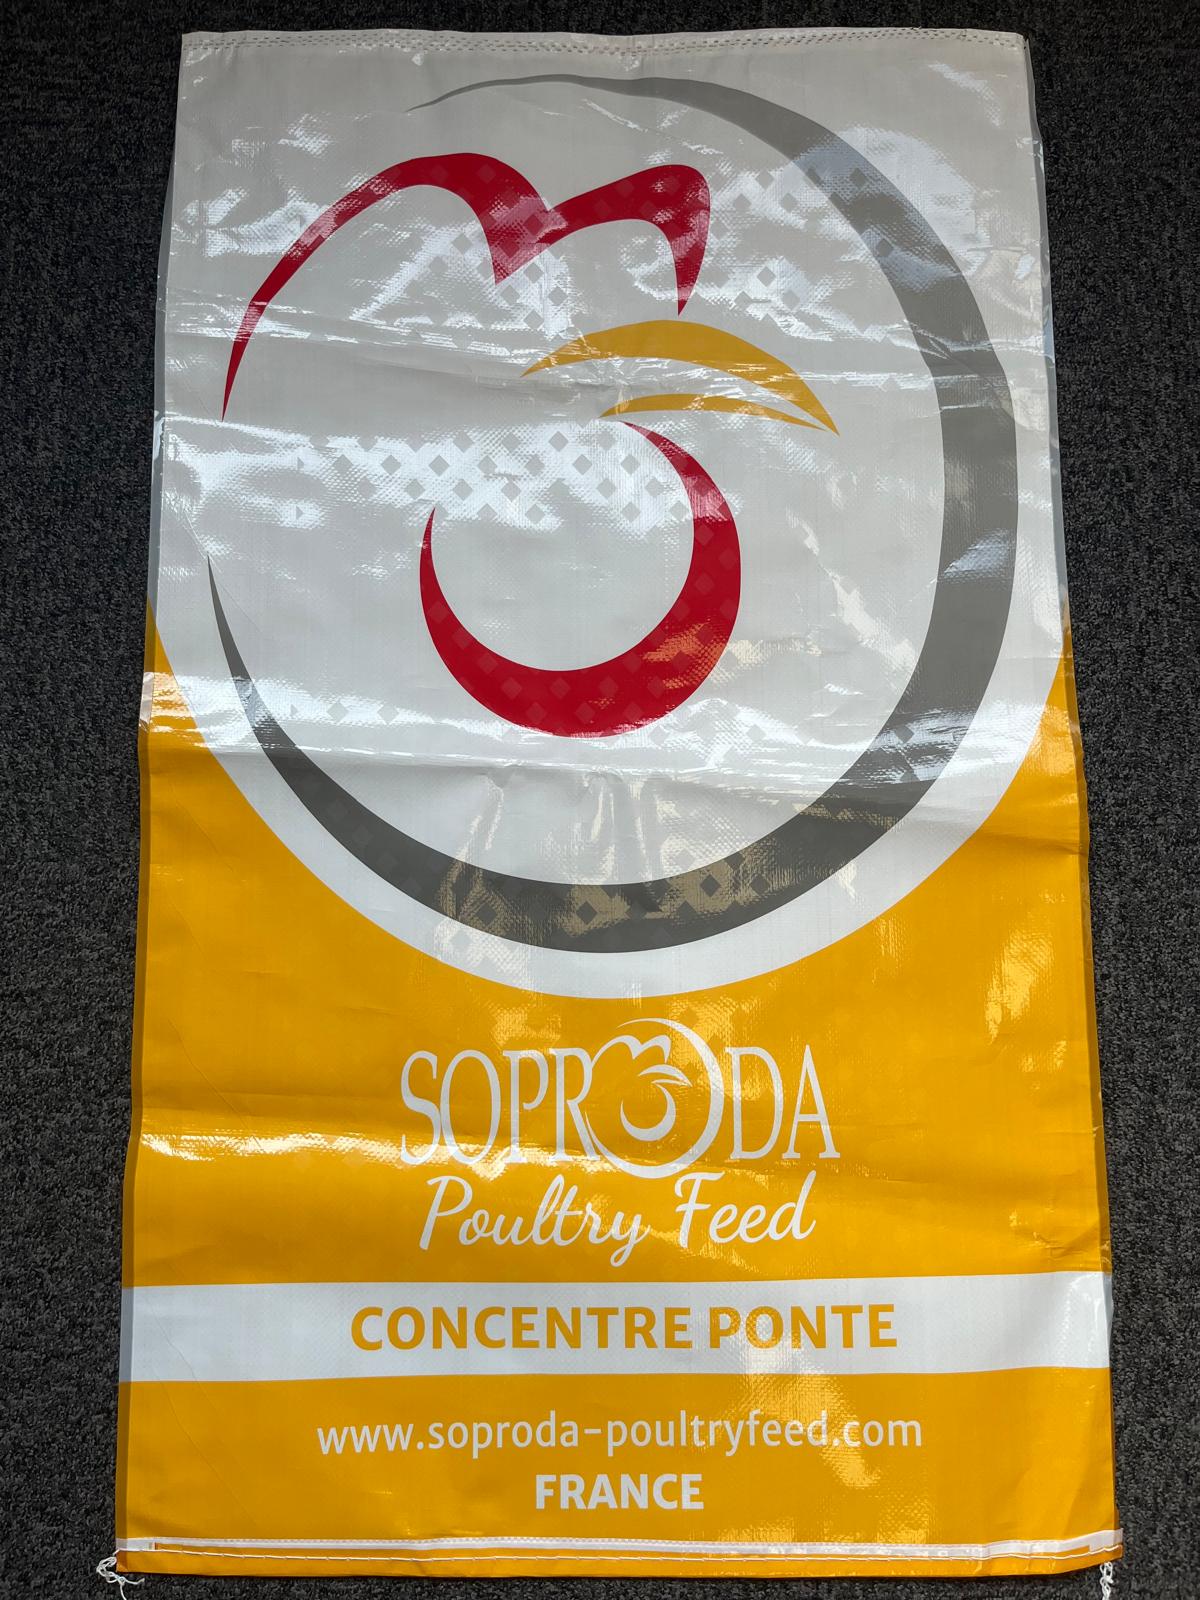 SOPRODA
Poultry Feed
CONCENTRE PONTE
www.soproda-poultryfeed.com
FRANCE